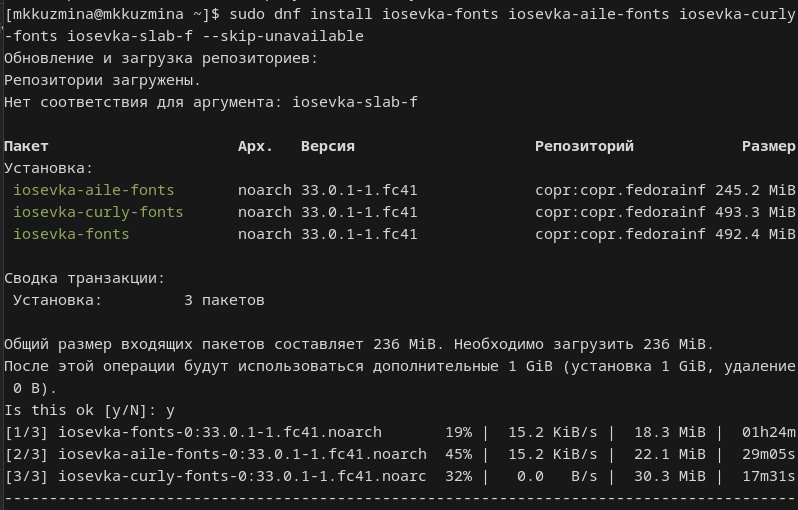 [mkkuzmina@mkkuzmina ~]$ sudo dnf install iosevka-fonts iosevka-aile-fonts iosevka-curly
-fonts iosevka-slab-f --skip-unavailable
Обновление и загрузка репозиториев:
Репозитории загружены.
Нет соответствия для аргумента: iosevka-slab-f
Пакет Арх. Версия Репозиторий Размер
Установка:
iosevka-aile-fonts noarch 33.0.1-1.fc41 copr:copr.fedorainf 245.2 MiB
iosevka-curly-fonts noarch 33.0.1-1.fc41 copr:copr.fedorainf 493.3 MiB
iosevka-fonts noarch 33.0.1-1.fc41 copr:copr.fedorainf 492.4 MiB
Сводка транзакции:
Установка: 3 пакетов
Общий размер входящих пакетов составляет 236 MiB. Необходимо загрузить 236 MiB.
После этой операции будут использоваться дополнительные 1 GiB (установка 1 GiB, удаление
0 B).
Is this ok [y/N]: y
[1/3] iosevka-fonts-0:33.0.1-1.fc41.noarch 19% | 15.2 KiB/s | 18.3 MiB | 01h24m
[2/3] iosevka-aile-fonts-0:33.0.1-1.fc41.noarch 45% | 15.2 KiB/s | 22.1 MiB | 29m05s
[3/3] iosevka-curly-fonts-0:33.0.1-1.fc41.noarc 32% | 0.0 B/s | 30.3 MiB | 17m31s
----------------------------------------------------------------------------------------